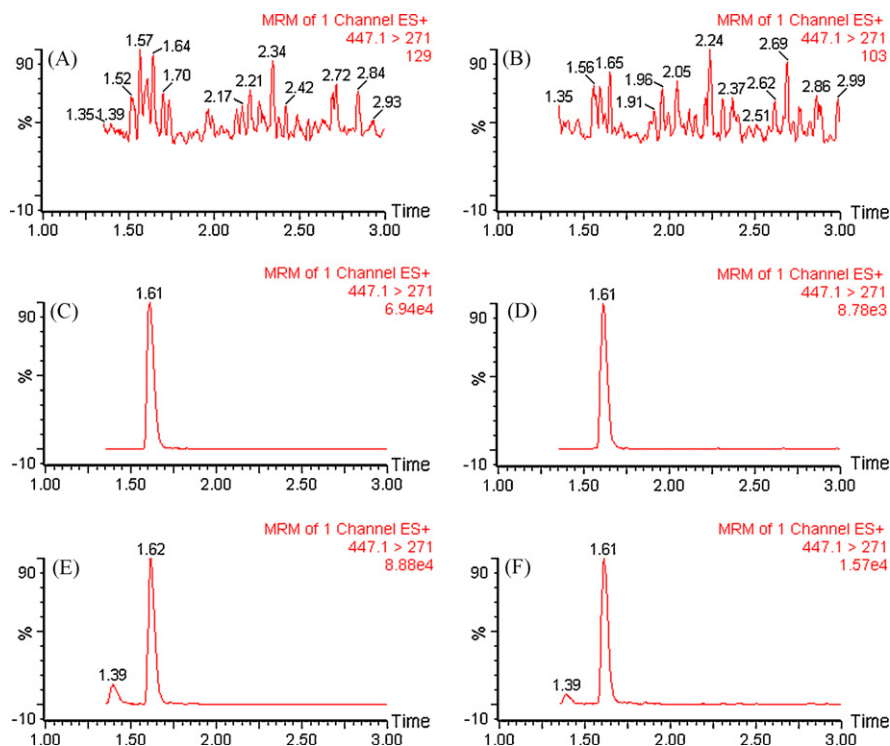 MRM of 1 Channel ES+
447.1 > 271
129
(A)
90
%
-10
1.35
1.39
1.52
1.57
1.64
1.70
2.17
2.21
2.34
2.42
2.72
2.84
2.93
Time
1.00 1.50 2.00 2.50 3.00
MRM of 1 Channel ES+
447.1 > 271
103
(B)
90
%
-10
1.35
1.56
1.65
1.91
1.96
2.05
2.24
2.37
2.51
2.62
2.69
2.86
2.99
Time
1.00 1.50 2.00 2.50 3.00
MRM of 1 Channel ES+
447.1 > 271
6.94e4
(C)
1.61
90
%
-10
Time
1.00 1.50 2.00 2.50 3.00
MRM of 1 Channel ES+
447.1 > 271
8.78e3
(D)
1.61
90
%
-10
Time
1.00 1.50 2.00 2.50 3.00
MRM of 1 Channel ES+
447.1 > 271
8.88e4
(E)
1.62
90
%
1.39
-10
Time
1.00 1.50 2.00 2.50 3.00
MRM of 1 Channel ES+
447.1 > 271
1.57e4
(F)
1.61
90
%
1.39
-10
Time
1.00 1.50 2.00 2.50 3.00